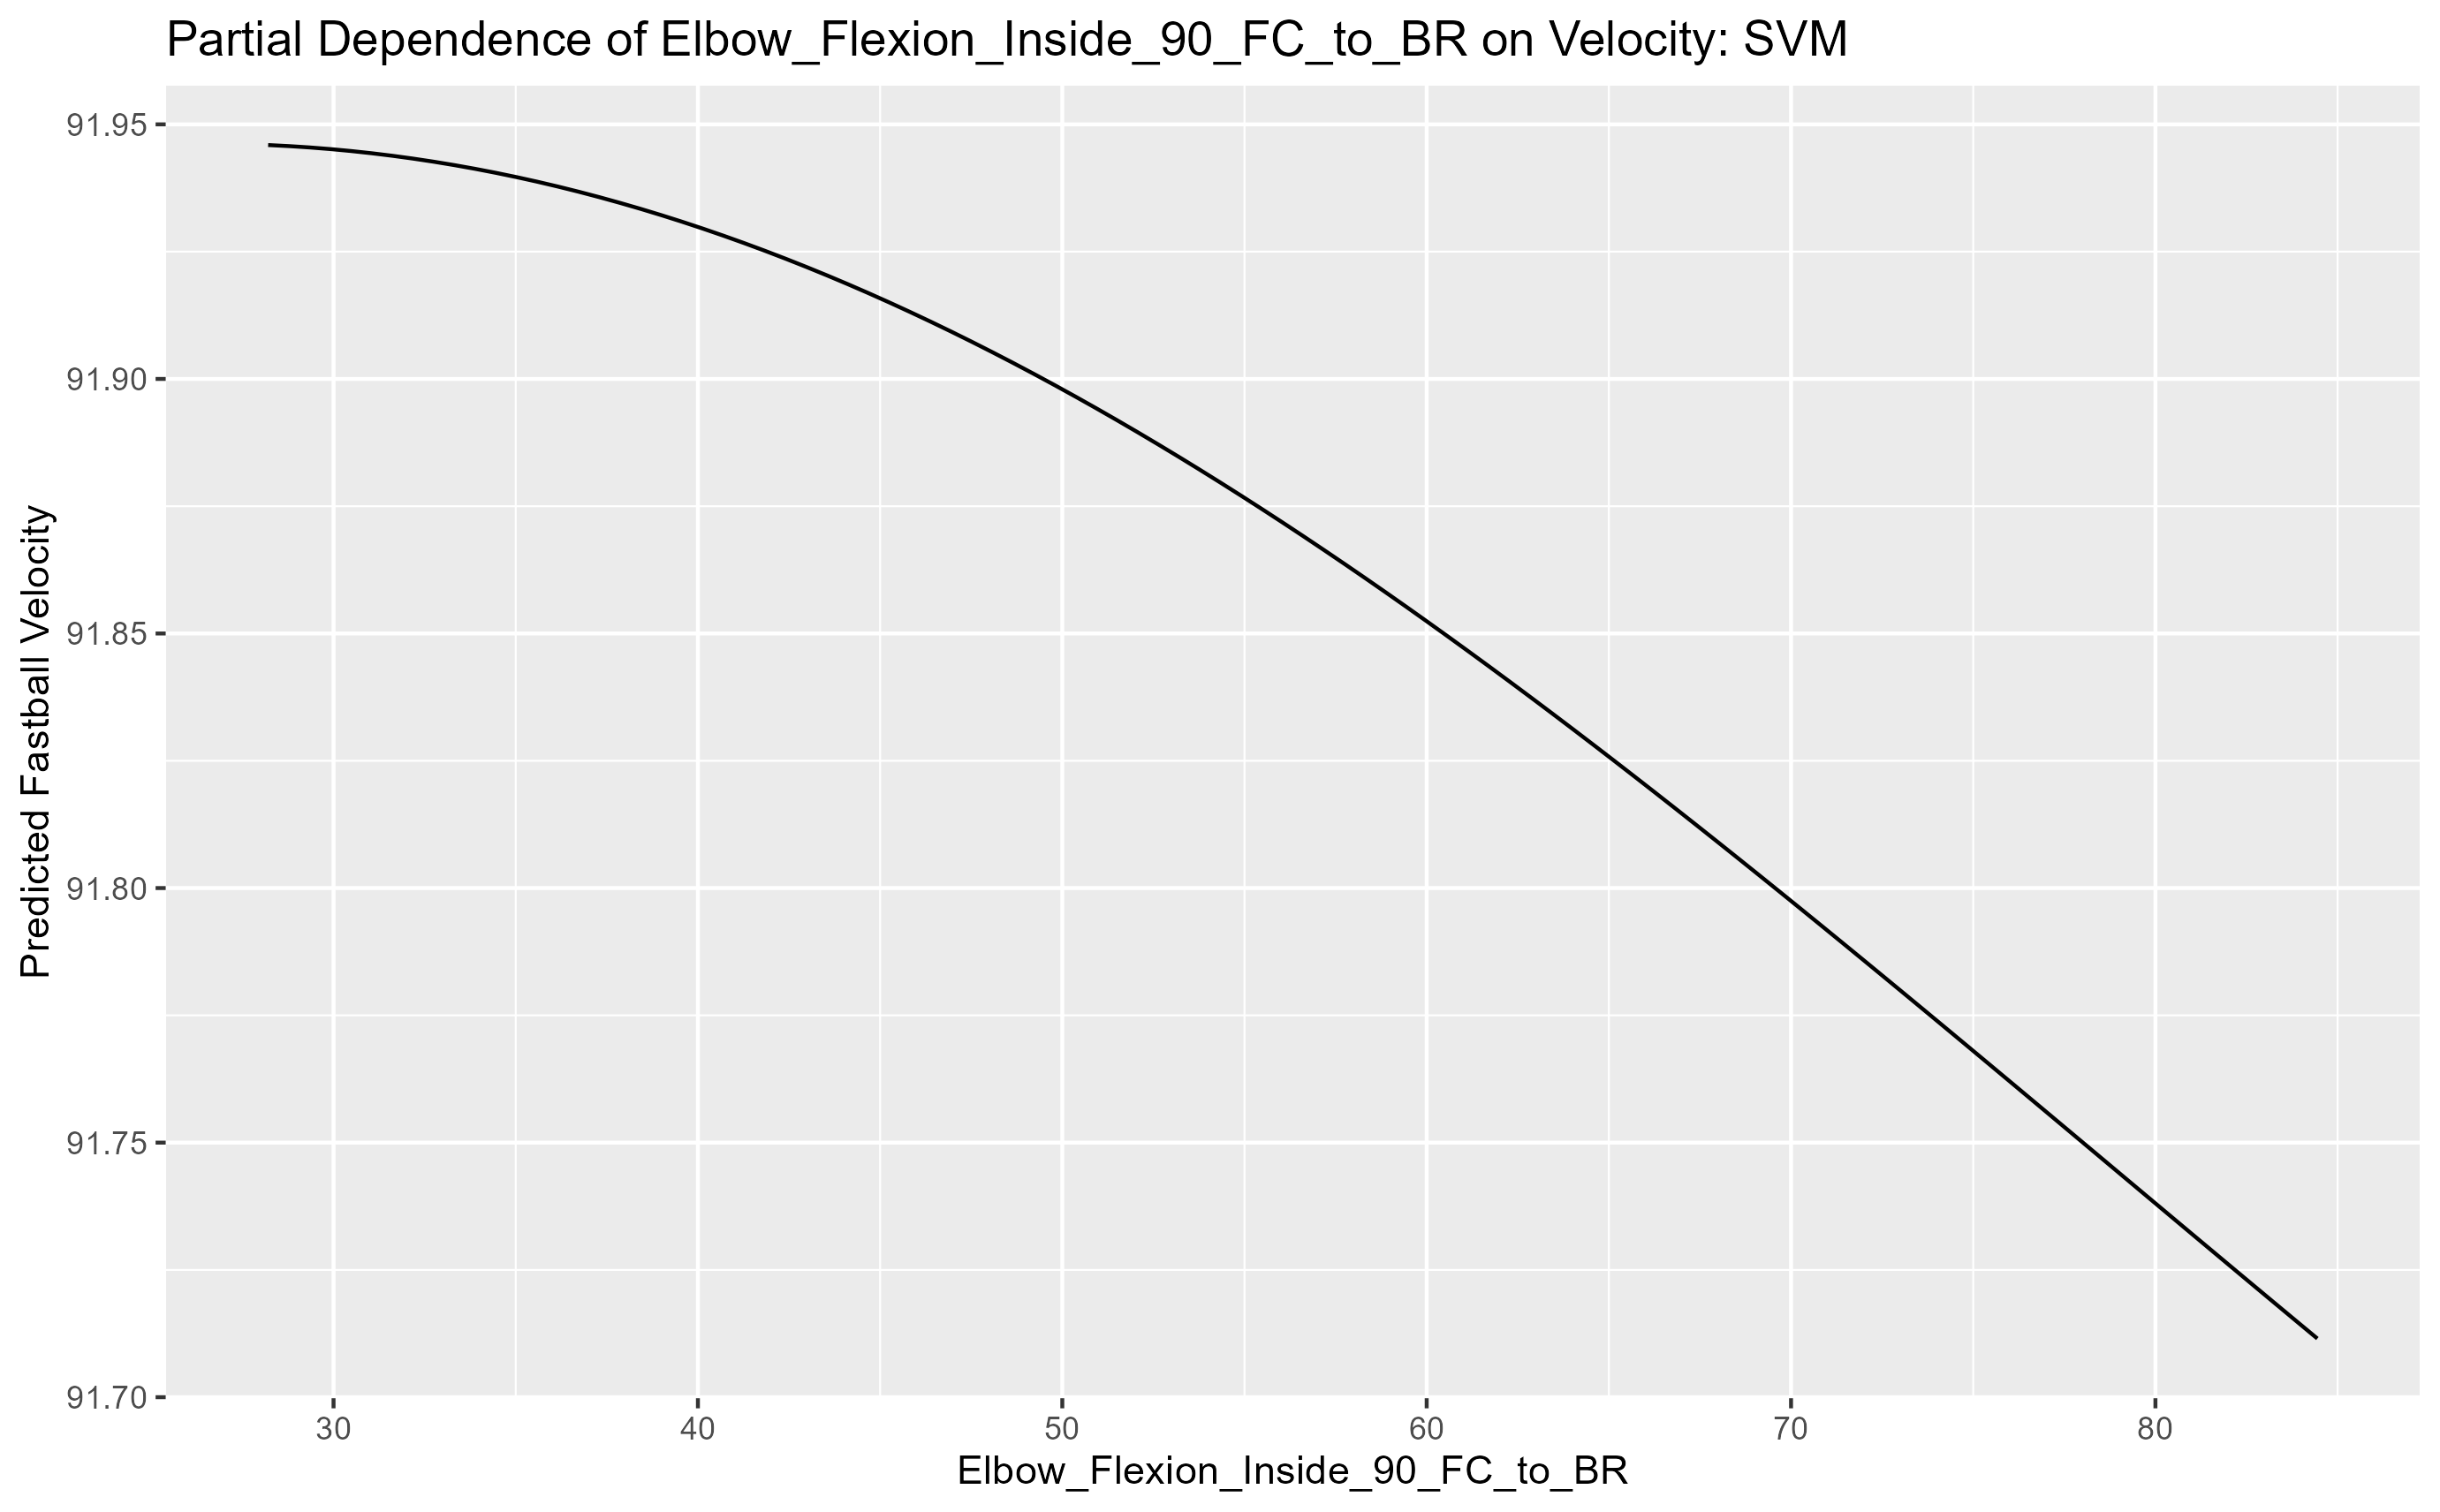 Partial Dependence of Elbow_Flexion_Inside_90_FC_to_BR on Velocity: SVM
Predicted Fastball Velocity
91.95
91.90
91.85
91.80
91.75
91.70
30 40 50 60 70 80
Elbow_Flexion_Inside_90_FC_to_BR